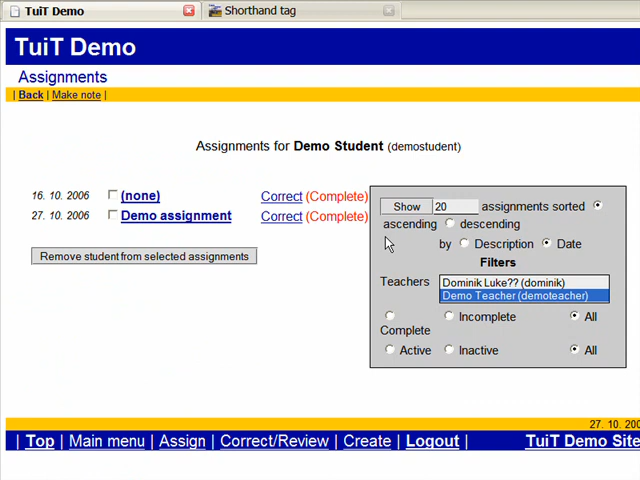 TuiT Demo
Shorthand tag
TuiT Demo
Assignments
| Back | Make note |
Assignments for Demo Student (demostudent)
16. 10. 2006 (none) Correct (Complete)
27. 10. 2006 Demo assignment Correct (Complete)
Remove student from selected assignments
Show 20 assignments sorted
ascending descending
by Description Date
Filters
Teachers
Dominik Luke?? (dominik)
Demo Teacher (demoteacher)
Incomplete All
Complete
Active Inactive All
27. 10. 200
| Top | Main menu | Assign | Correct/Review | Create | Logout | TuiT Demo Site